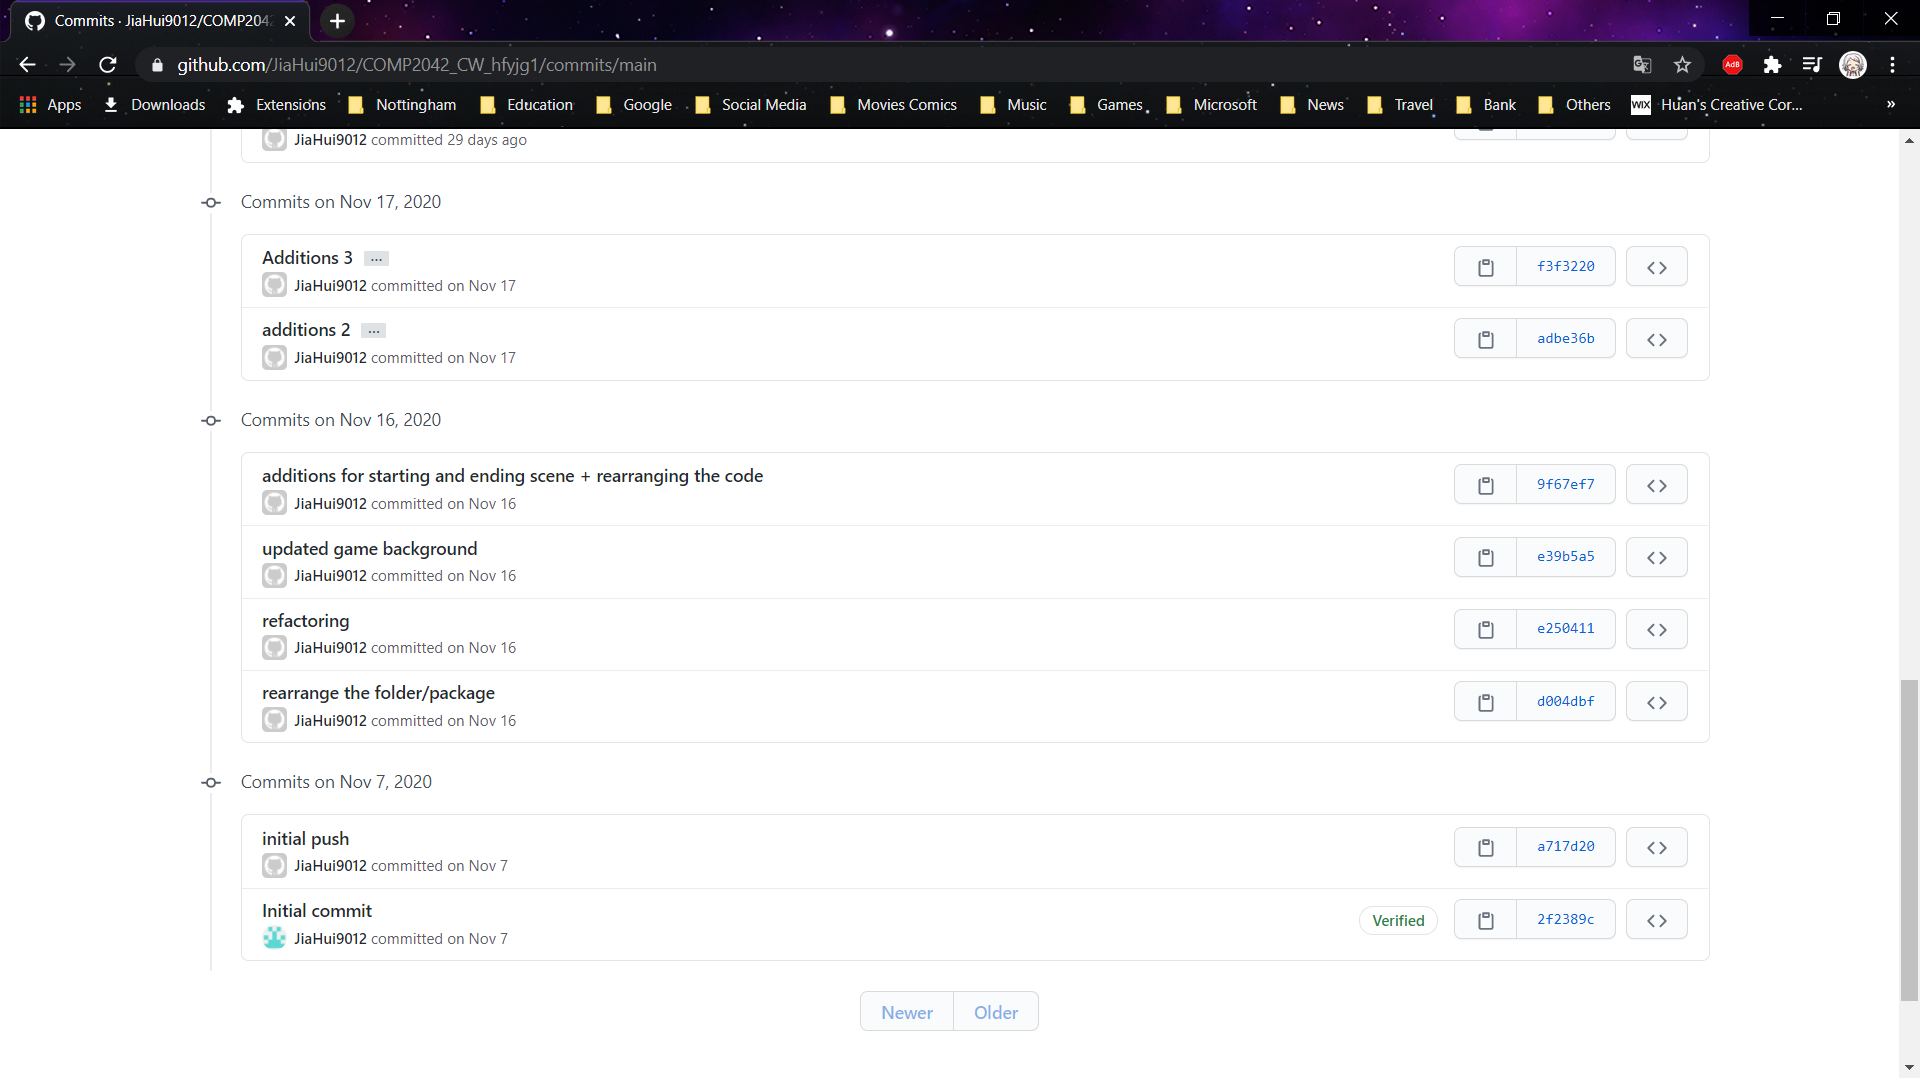 Commits · JiaHui9012/COMP2042
github.com/JiaHui9012/COMP2042_CW_hfyjg1/commits/main
Apps Downloads Extensions Nottingham Education Google Social Media Movies Comics Music Games Microsoft News Travel Bank Others WIX Huan's Creative Cor... »
JiaHui9012 committed 29 days ago
Commits on Nov 17, 2020
Additions 3 ...
f3f3220
JiaHui9012 committed on Nov 17
additions 2 ...
adbe36b
JiaHui9012 committed on Nov 17
Commits on Nov 16, 2020
additions for starting and ending scene + rearranging the code
9f67ef7
JiaHui9012 committed on Nov 16
updated game background
e39b5a5
JiaHui9012 committed on Nov 16
refactoring
e250411
JiaHui9012 committed on Nov 16
rearrange the folder/package
d004dbf
JiaHui9012 committed on Nov 16
Commits on Nov 7, 2020
initial push
a717d20
JiaHui9012 committed on Nov 7
Initial commit
Verified 2f2389c
JiaHui9012 committed on Nov 7
Newer Older